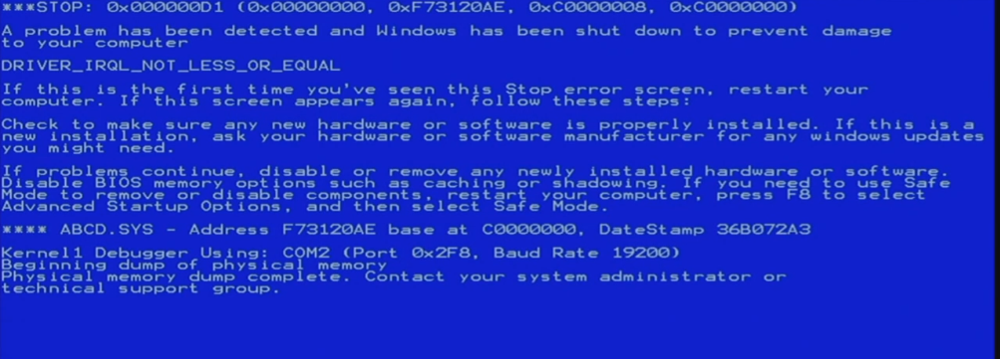 ***STOP: 0x000000D1 (0x00000000, 0xF73120AE, 0xC0000008, 0xC0000000)
A problem has been detected and Windows has been shut down to prevent damage
to your computer
DRIVER_IRQL_NOT_LESS_OR_EQUAL
If this is the first time you've seen this Stop error screen, restart your
computer. If this screen appears again, follow these steps:
Check to make sure any new hardware or software is properly installed. If this is a
new installation, ask your hardware or software manufacturer for any windows updates
you might need.
If problems continue, disable or remove any newly installed hardware or software.
Disable BIOS memory options such as caching or shadowing. If you need to use Safe
Mode to remove or disable components, restart your computer, press F8 to select
Advanced Startup Options, and then select Safe Mode.
**** ABCD.SYS - Address F73120AE base at C0000000, DateStamp 36B072A3
Kernel1 Debugger Using: COM2 (Port 0x2F8, Baud Rate 19200)
Beginning dump of physical memory
Physical memory dump complete. Contact your system administrator or
technical support group.